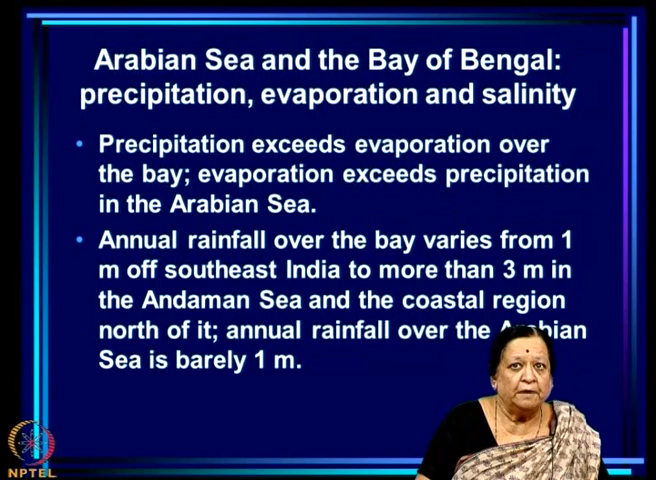 Arabian Sea and the Bay of Bengal:
precipitation, evaporation and salinity
• Precipitation exceeds evaporation over
the bay; evaporation exceeds precipitation
in the Arabian Sea.
• Annual rainfall over the bay varies from 1
m off southeast India to more than 3 m in
the Andaman Sea and the coastal region
north of it; annual rainfall over the Arabian
Sea is barely 1 m.
NPTEL